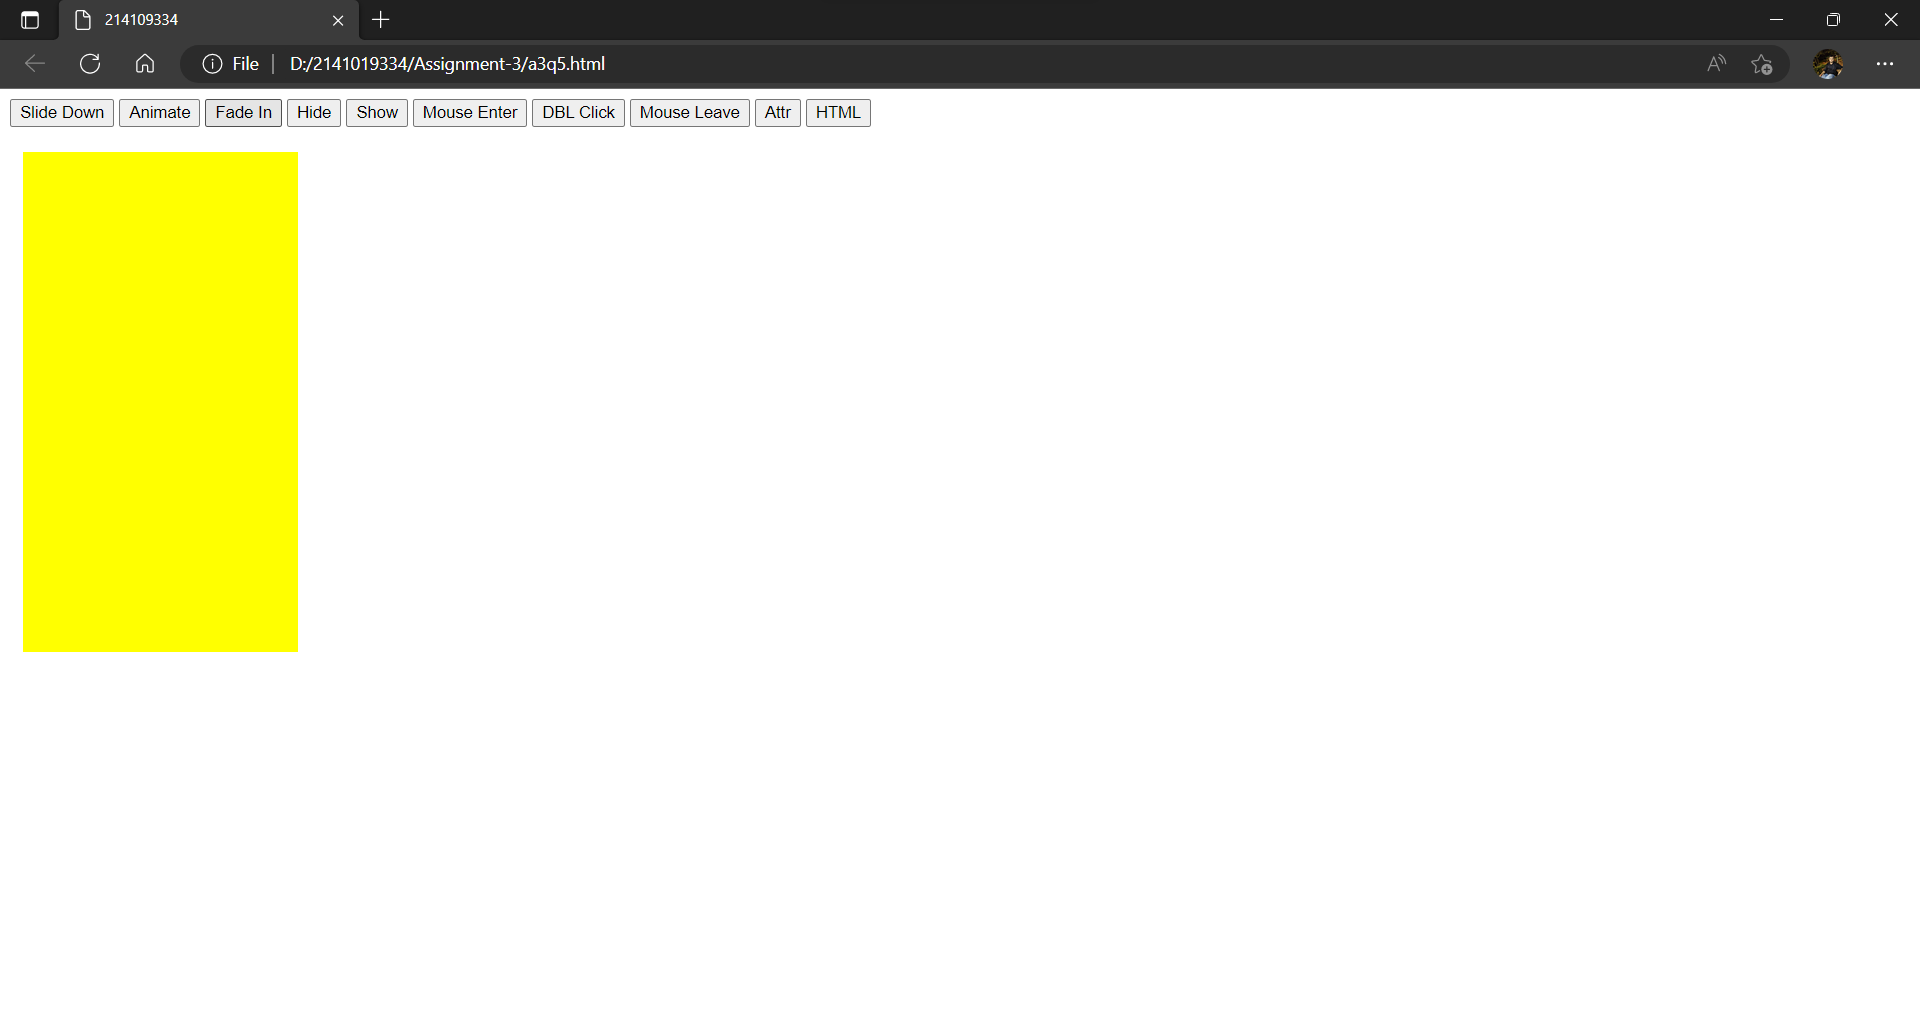 214109334
File D:/2141019334/Assignment-3/a3q5.html
Slide Down Animate Fade In Hide Show Mouse Enter DBL Click Mouse Leave Attr HTML